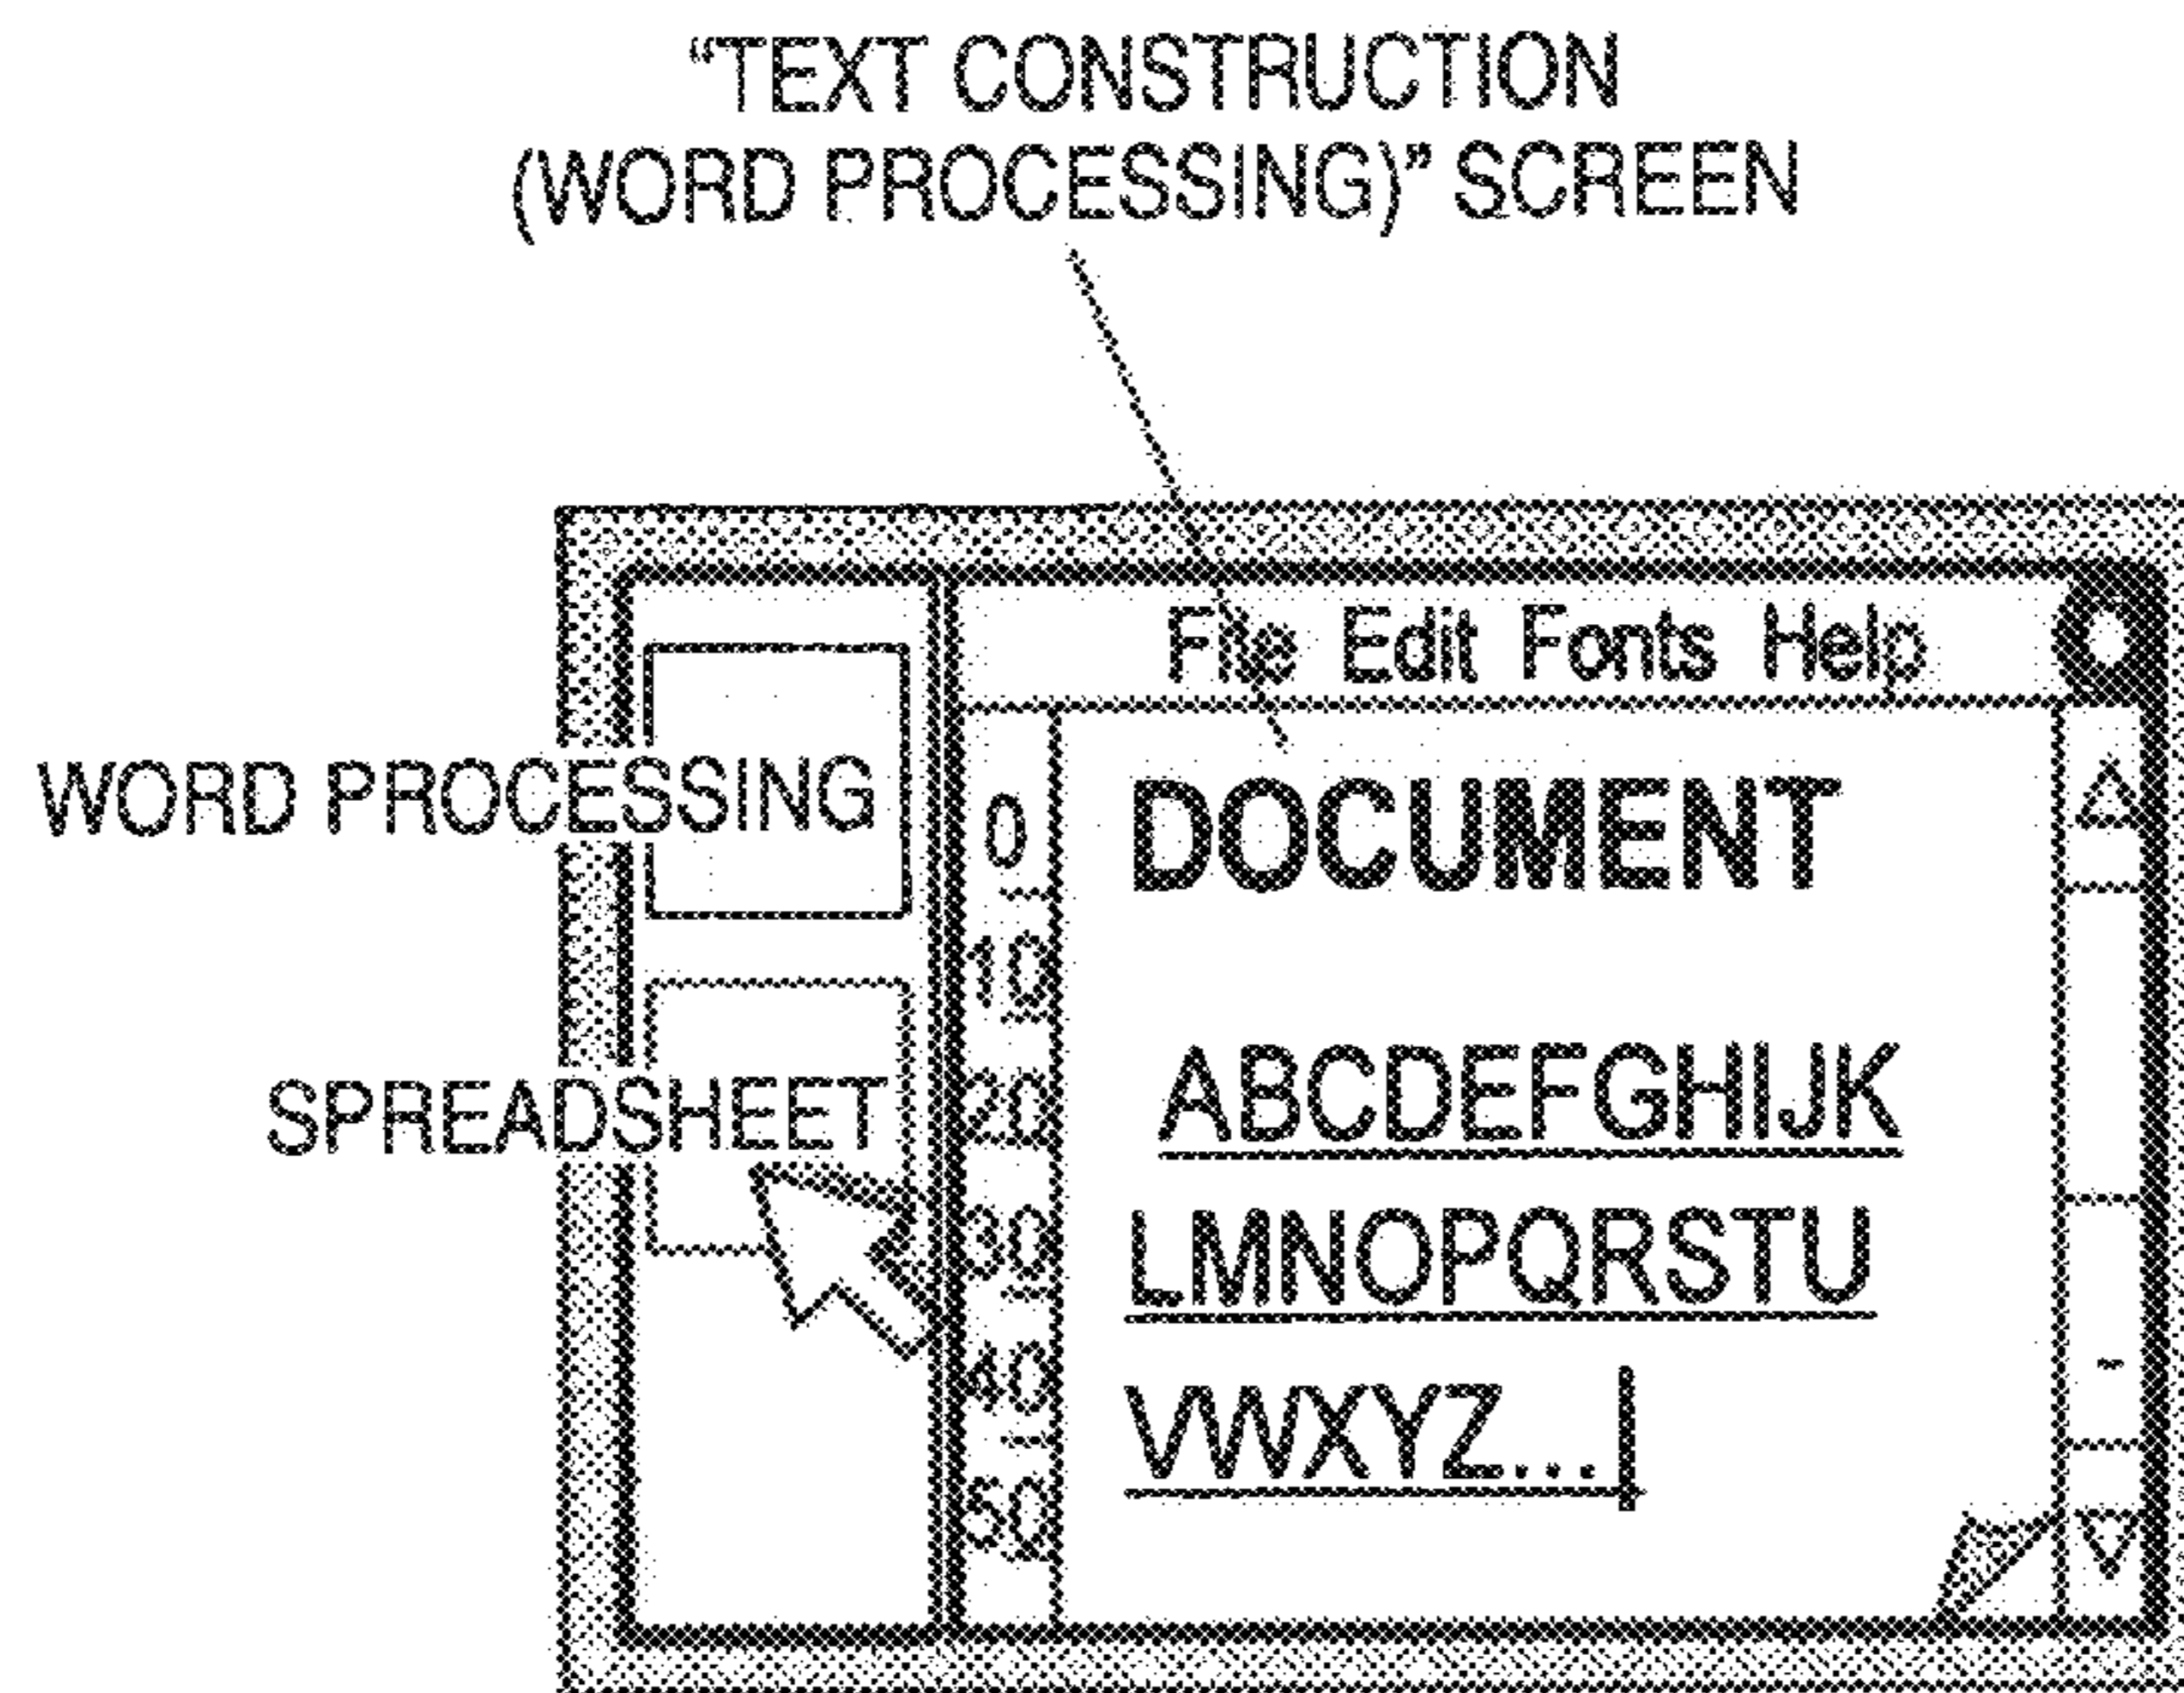 “TEXT CONSTRUCTION
(WORD PROCESSING)” SCREEN
File Edit Fonts Help
WORD PROCESSING
SPREADSHEET
0
10
20
30
40
50
DOCUMENT
ABCDEFGHIJK
LMNOPQRSTU
VWXYZ...